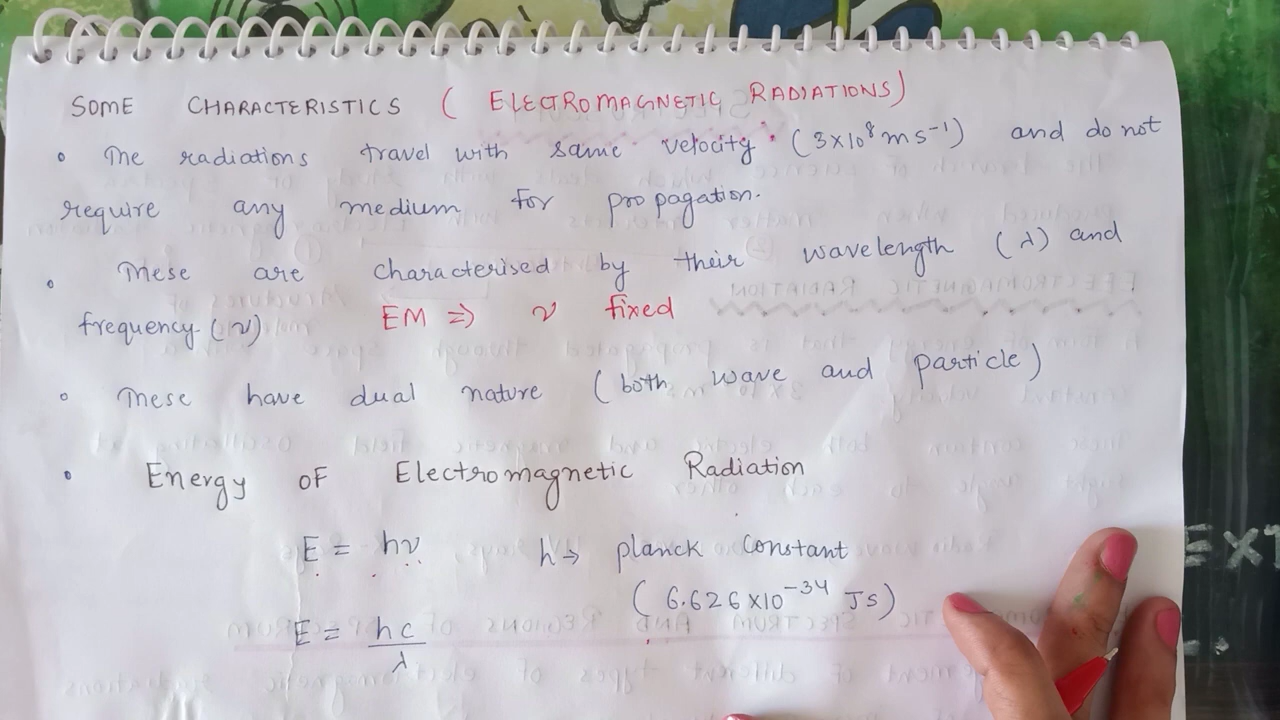 SOME CHARACTERISTICS ( ELECTROMAGNETIC RADIATIONS)
• The radiations travel with same velocity (3×10⁸ms⁻¹) and do not
require any medium for propagation.
• These are characterised by their wavelength (λ) and
frequency (ν) EM ⇒ ν fixed
• These have dual nature (both wave and particle)
• Energy OF Electromagnetic Radiation
E = hν h → planck Constant
(6.626×10⁻³⁴ Js)
E = hc/λ
EXT